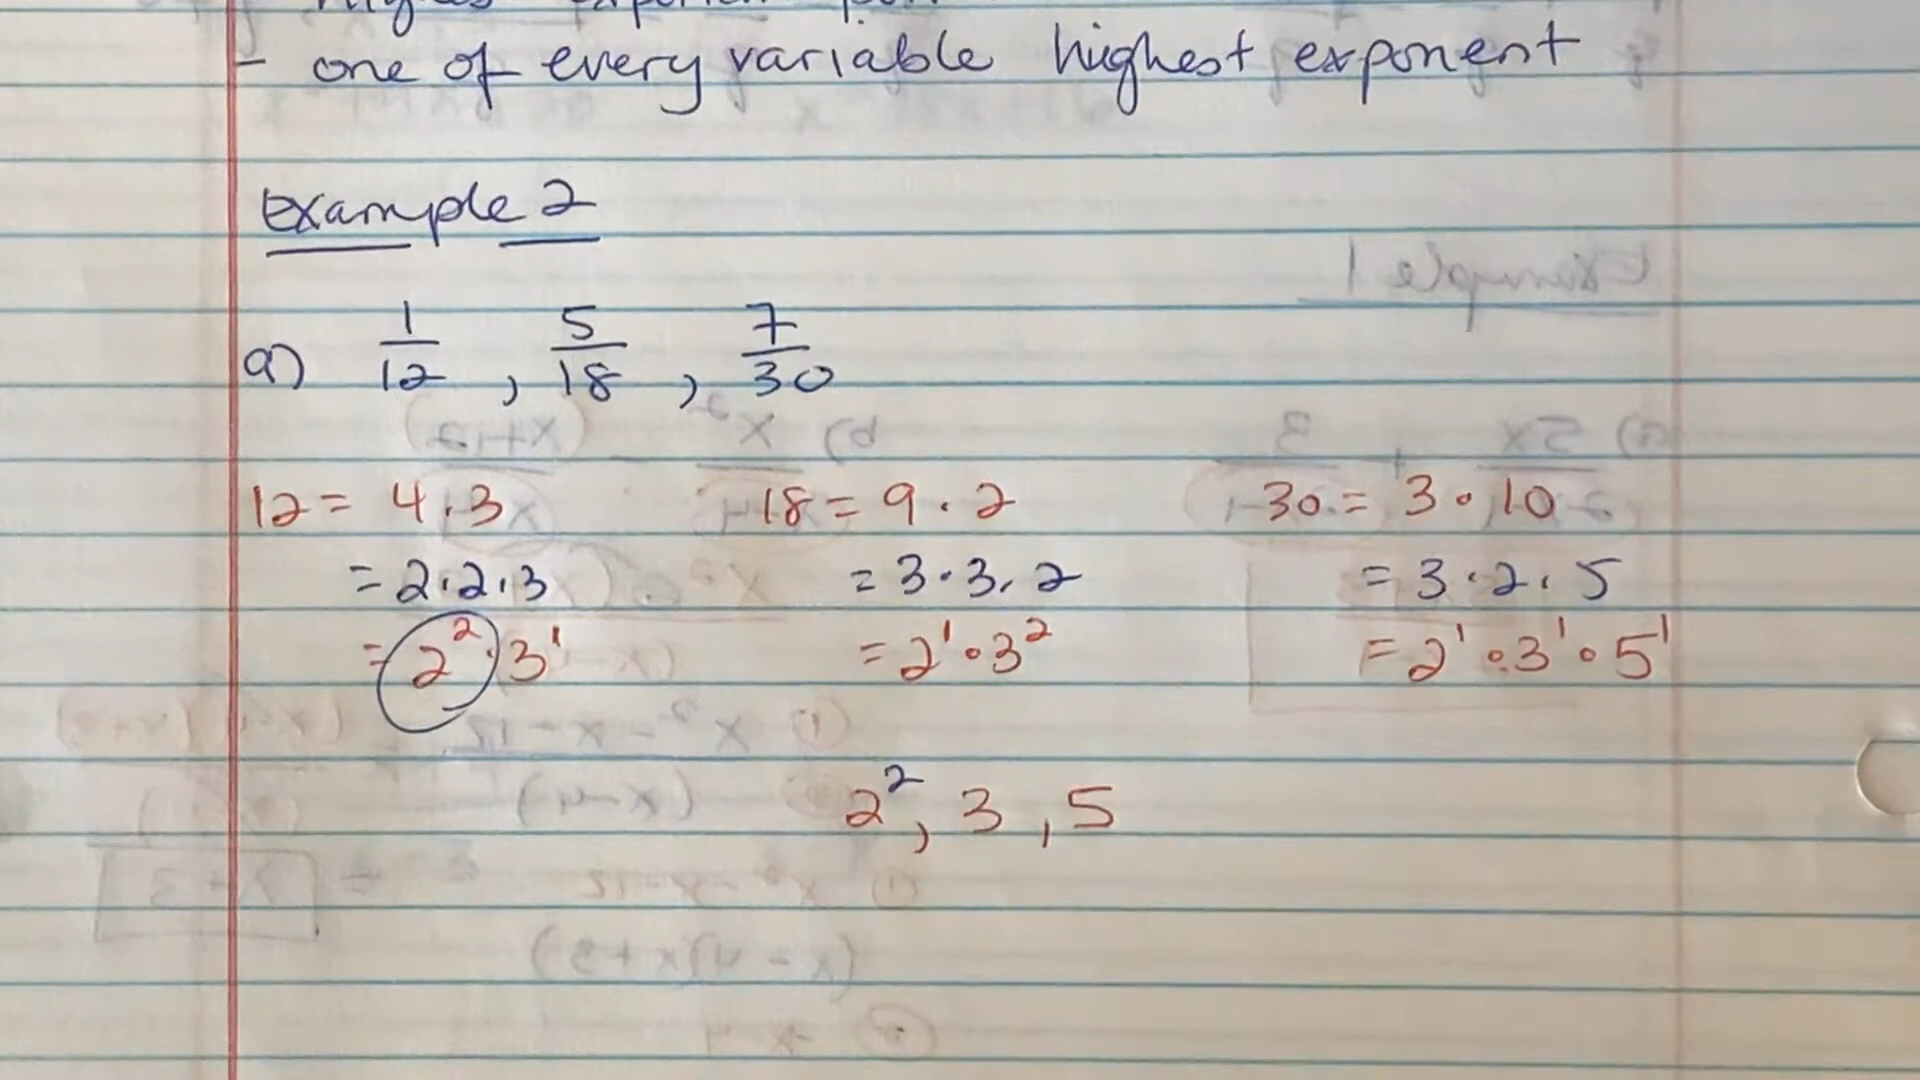 - one of every variable highest exponent
Example 2
a) 1/12 , 5/18 , 7/30
12 = 4 · 3 18 = 9 · 2 30 = 3 · 10
= 2 · 2 · 3 = 3 · 3 · 2 = 3 · 2 · 5
= 2² · 3¹ = 2¹ · 3² = 2¹ · 3¹ · 5¹
2² , 3 , 5